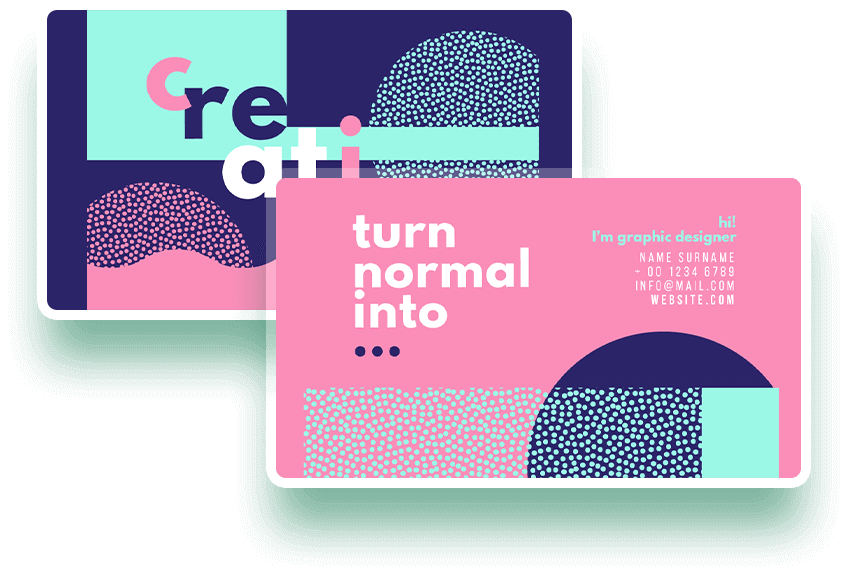 cre
ati
turn
normal
into
hi!
I'm graphic designer
NAME SURNAME
+ 00 1234 6789
INFO@MAIL.COM
WEBSITE.COM